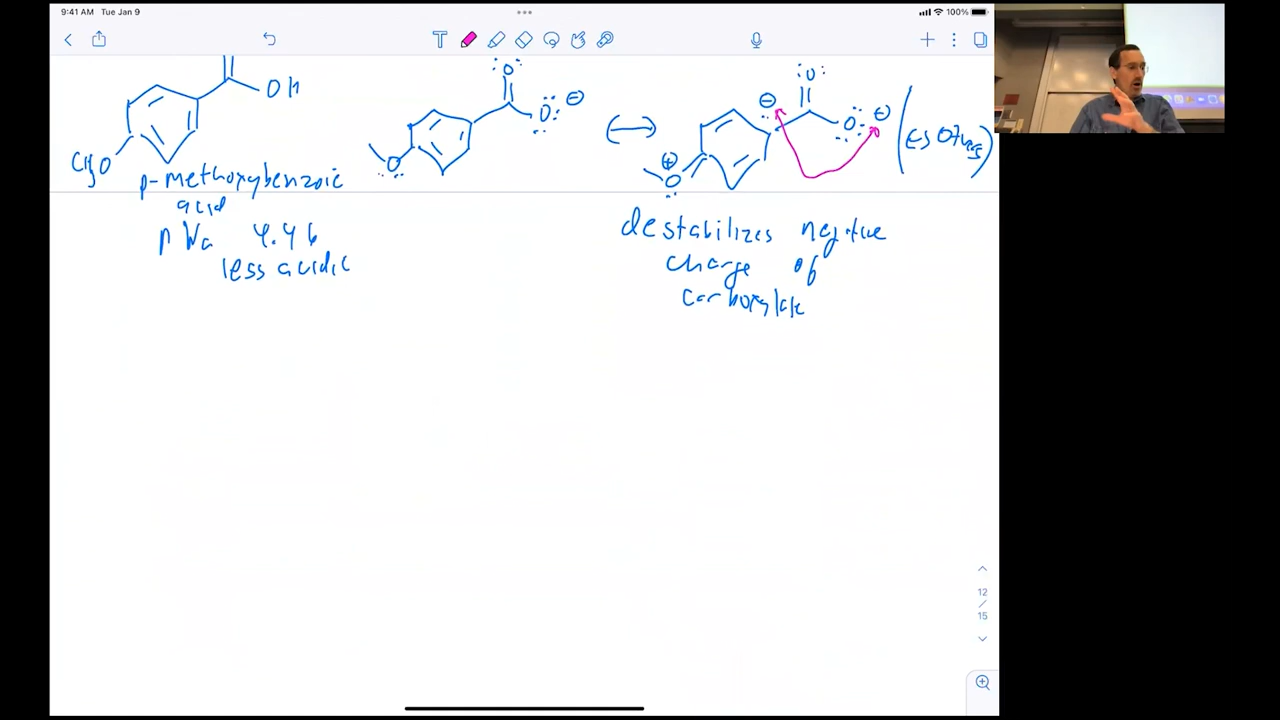 9:41 AM Tue Jan 9
100%
T
OH
CH3O
O
O
⊖
O
O
O
⊖
⊖
⊕
O
(+3 others)
p-methoxybenzoic
acid
pKa 4.46
less acidic
destabilizes negative
charge of
carboxylate
12
/
15